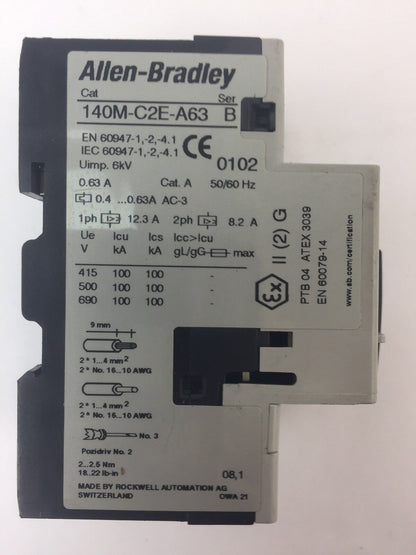 Allen-Bradley
Cat Ser
140M-C2E-A63 B
EN 60947-1,-2,-4.1
IEC 60947-1,-2,-4.1
Uimp. 6kV
CE 0102
0.63 A Cat. A 50/60 Hz
0.4 ...0.63A AC-3
1ph 12.3 A 2ph 8.2 A
Ue Icu Ics Icc>Icu
V kA kA gL/gG max
415 100 100 -
500 100 100 -
690 100 100 -
9 mm
2 * 1...4 mm²
2 * No. 16...10 AWG
2 * 1...4 mm²
2 * No. 16...10 AWG
No. 3
Pozidriv No. 2
2...2.5 Nm
18...22 lb-in
08,1
MADE BY ROCKWELL AUTOMATION AG
SWITZERLAND OWA 21
Ex II (2) G
PTB 04 ATEX 3039
EN 60079-14
www.ab.com/certification